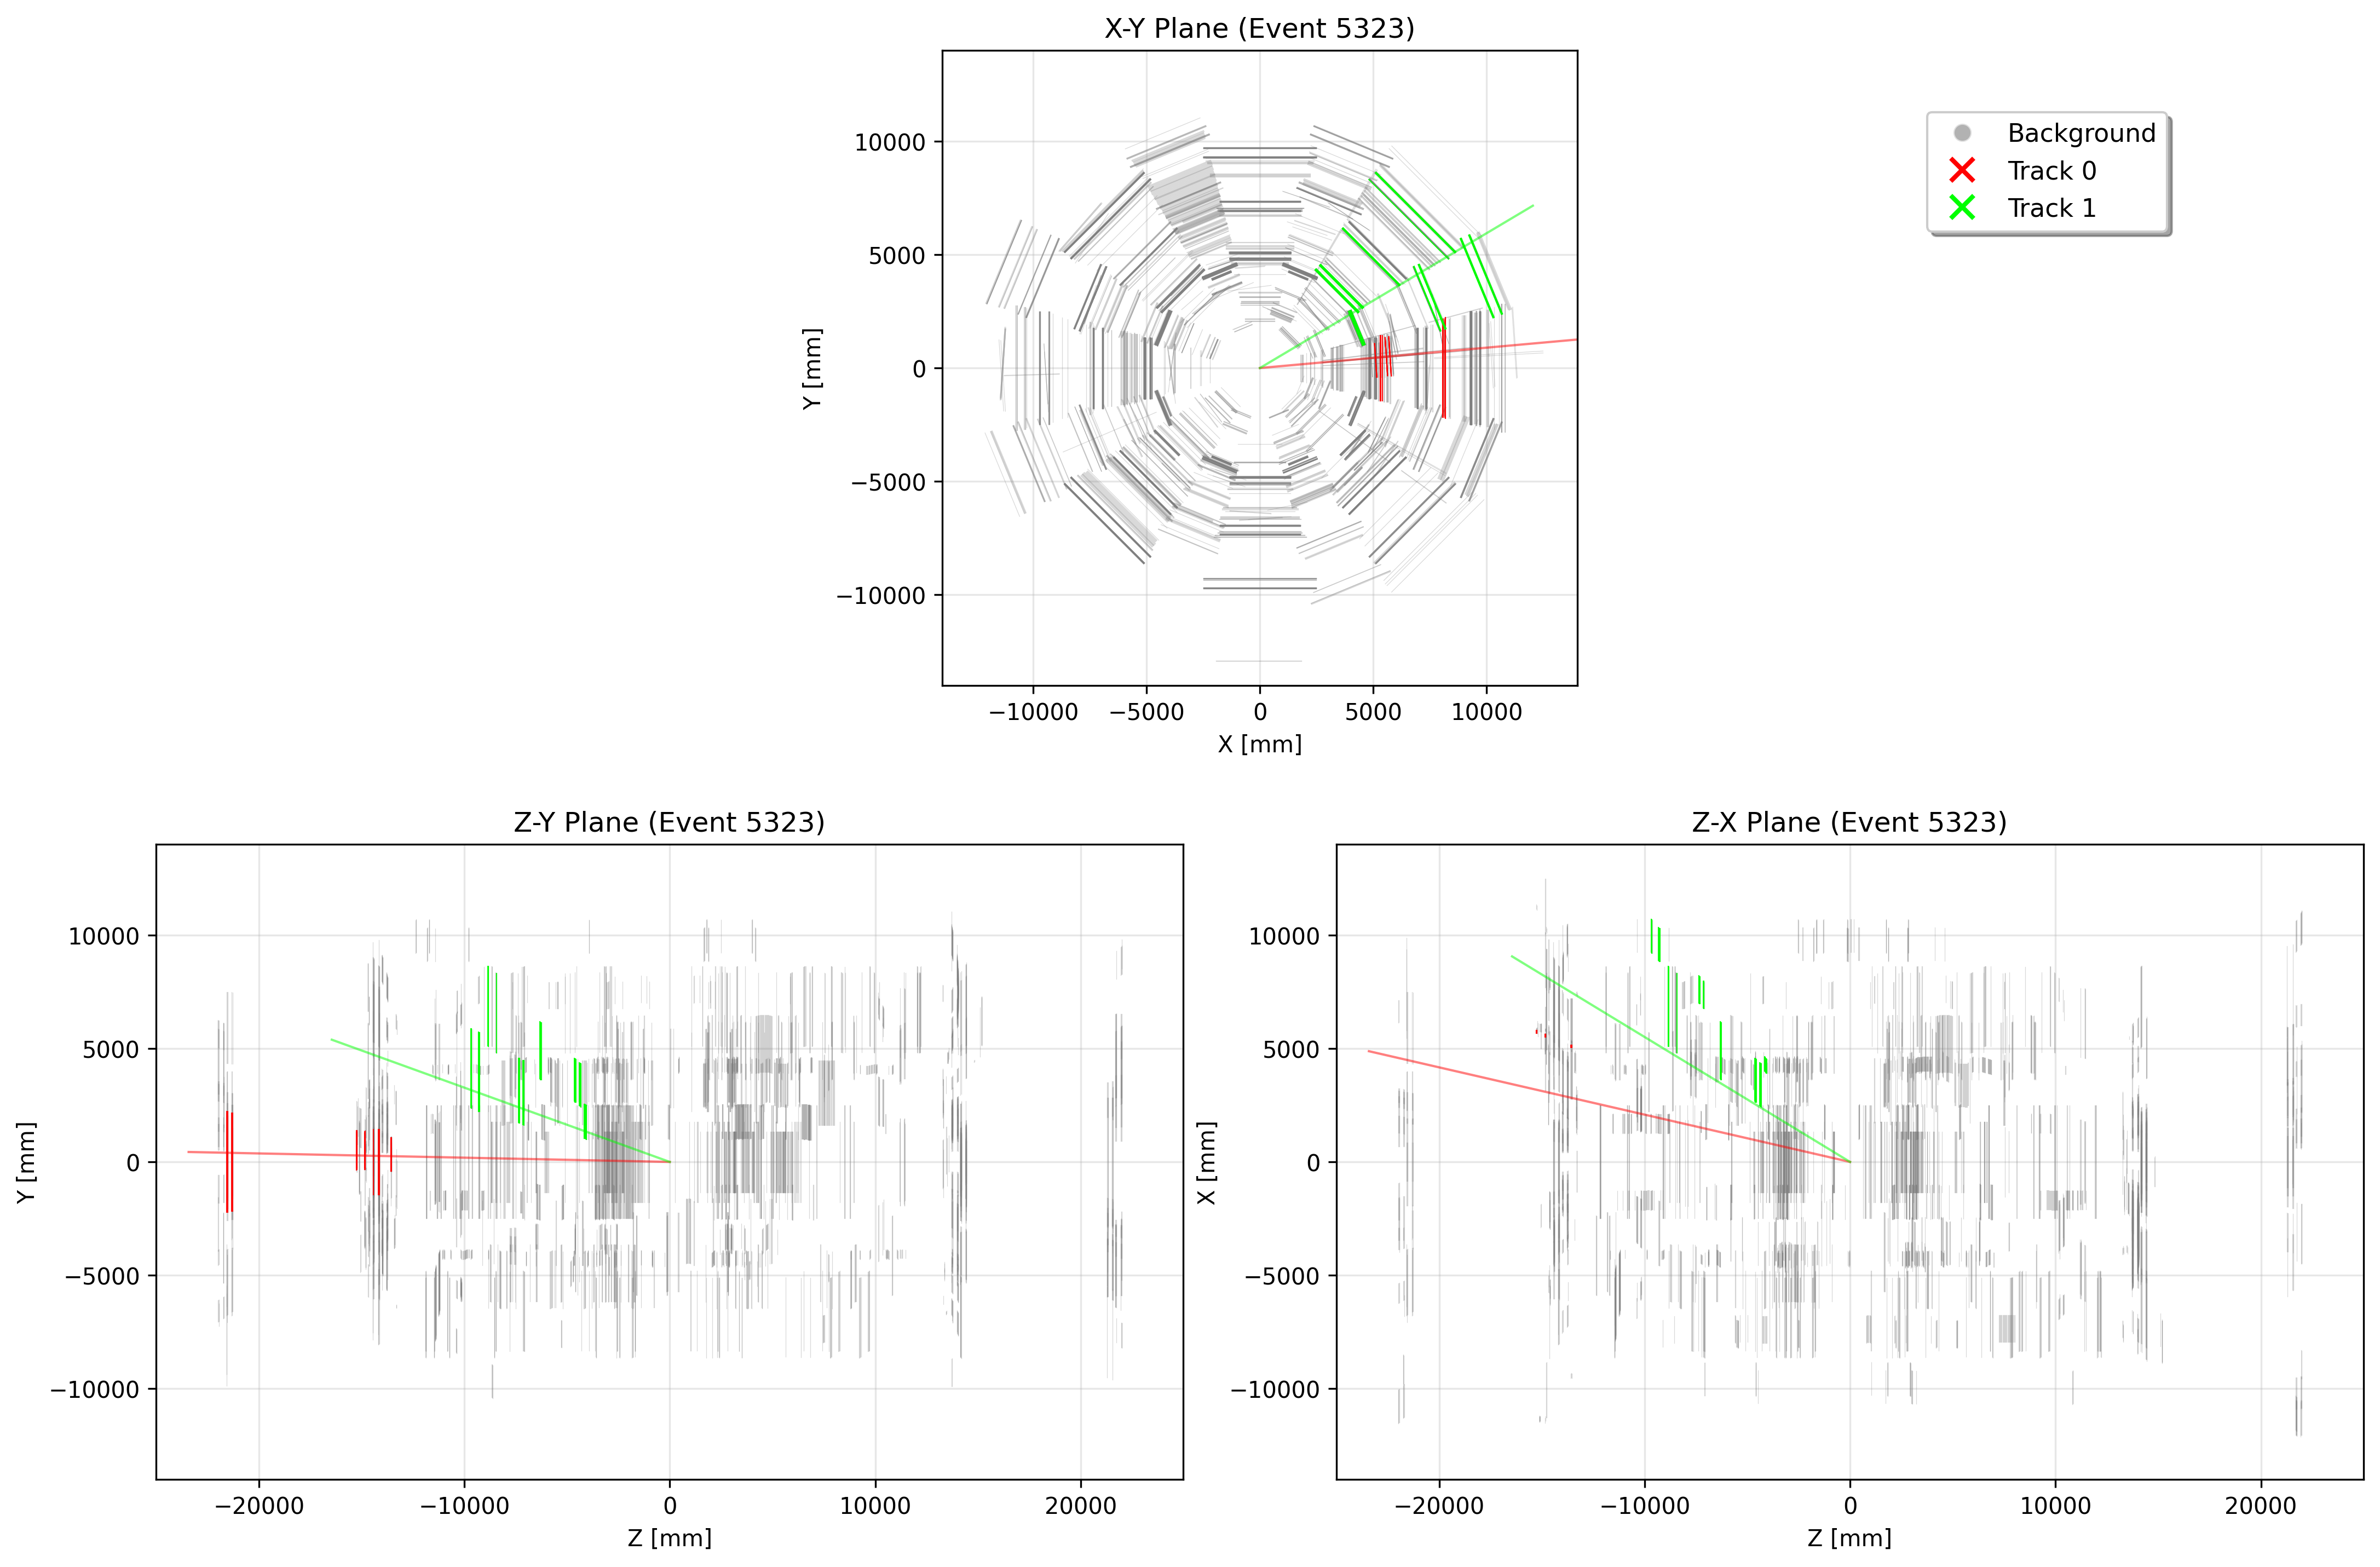 X-Y Plane (Event 5323)
Background
Track 0
Track 1
10000
5000
0
−5000
−10000
Y [mm]
−10000 −5000 0 5000 10000
X [mm]
Z-Y Plane (Event 5323)
10000
5000
0
−5000
−10000
Y [mm]
−20000 −10000 0 10000 20000
Z [mm]
Z-X Plane (Event 5323)
10000
5000
0
−5000
−10000
X [mm]
−20000 −10000 0 10000 20000
Z [mm]